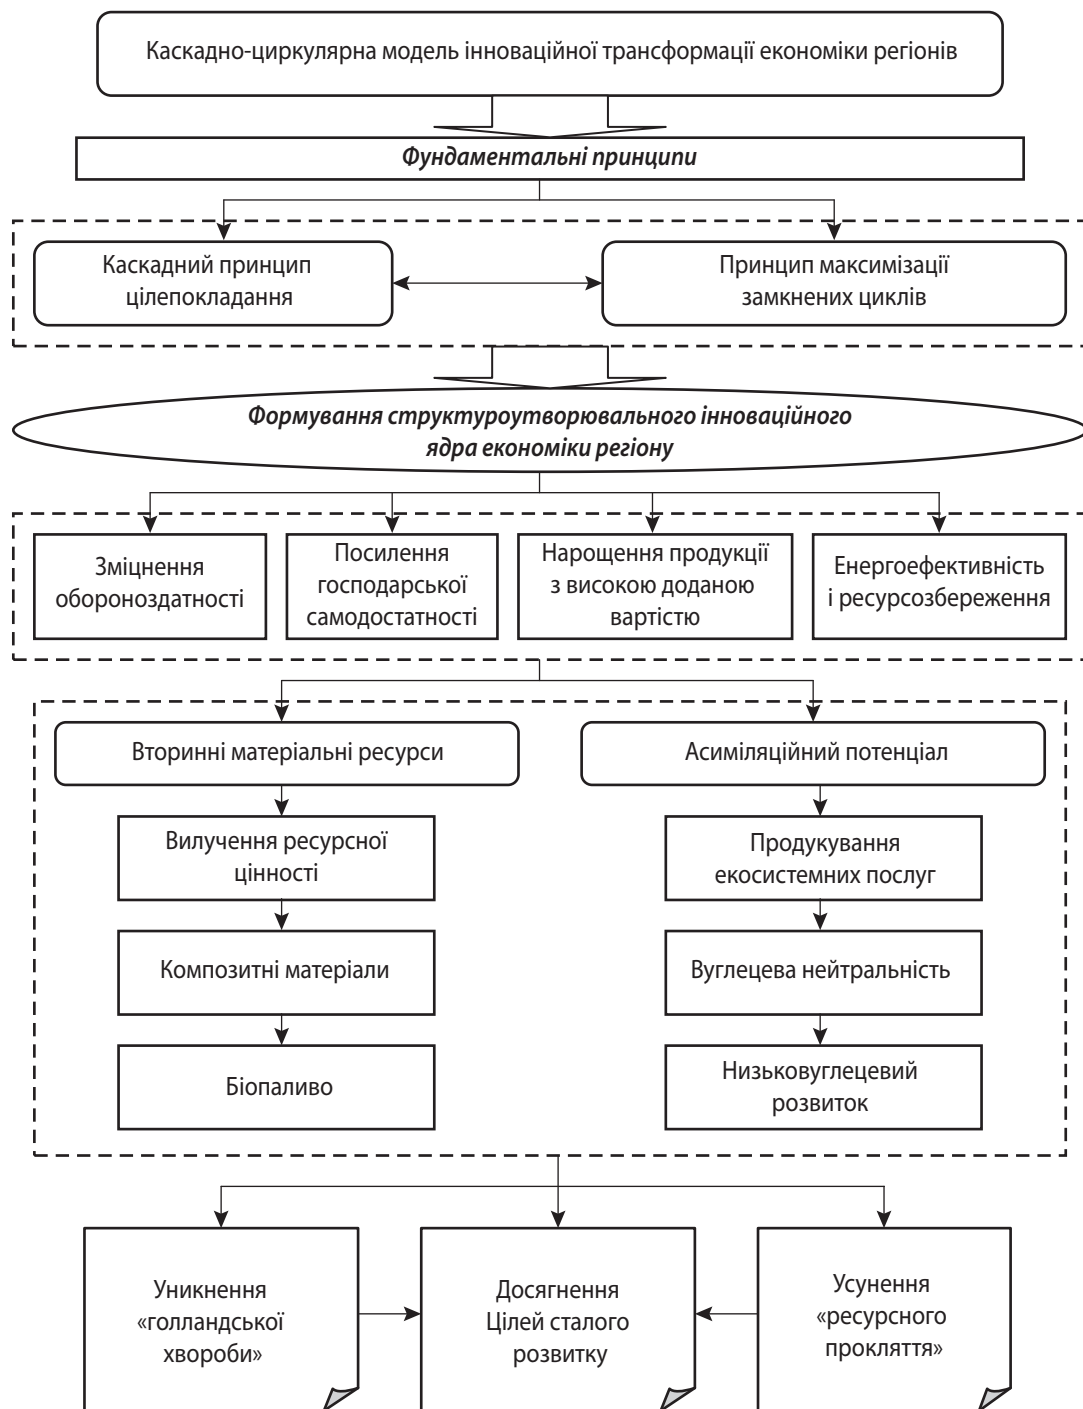 Каскадно-циркулярна модель інноваційної трансформації економіки регіонів
Фундаментальні принципи
Каскадний принцип
цілепокладання
Принцип максимізації
замкнених циклів
Формування структуроутворювального інноваційного
ядра економіки регіону
Зміцнення
обороноздатності
Посилення
господарської
самодостатності
Нарощення продукції
з високою доданою
вартістю
Енергоефективність
і ресурсозбереження
Вторинні матеріальні ресурси
Асиміляційний потенціал
Вилучення ресурсної
цінності
Продукування
екосистемних послуг
Композитні матеріали
Вуглецева нейтральність
Біопаливо
Низьковуглецевий
розвиток
Уникнення
«голландської
хвороби»
Досягнення
Цілей сталого
розвитку
Усунення
«ресурсного
прокляття»